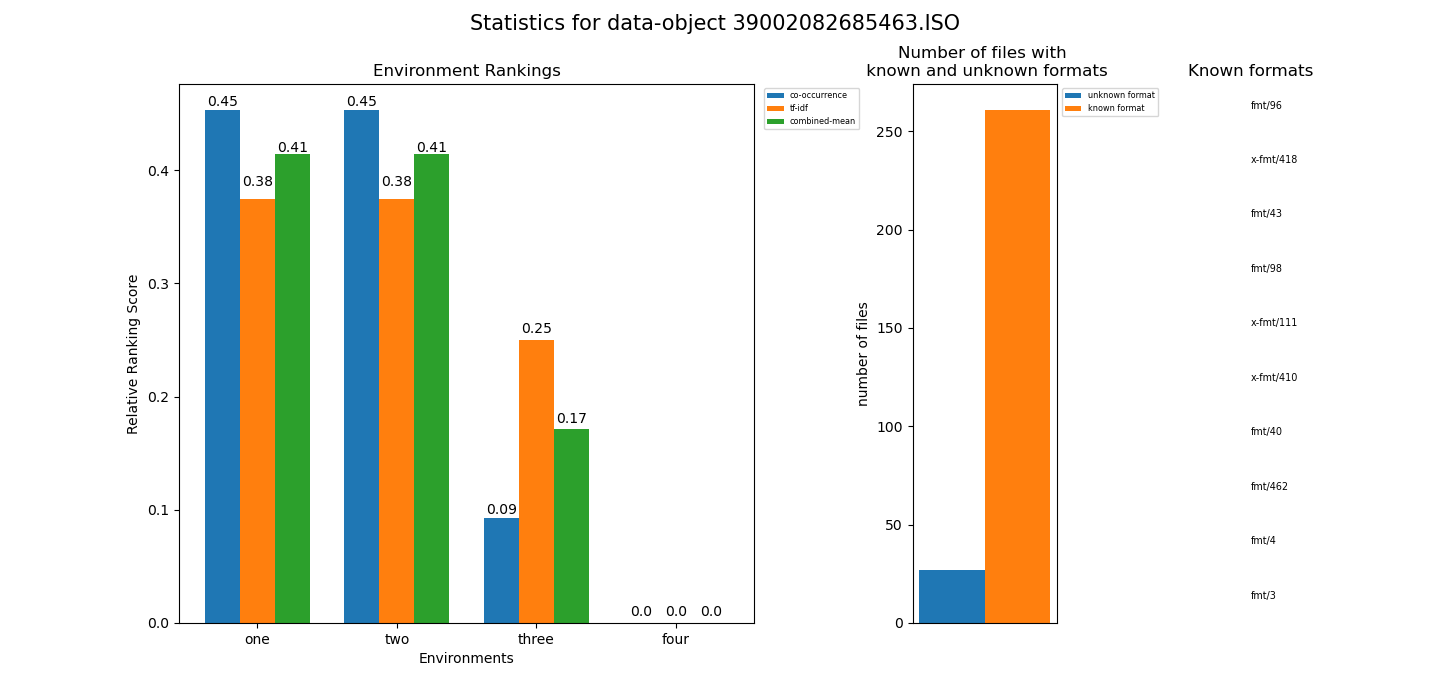 Statistics for data-object 39002082685463.ISO
Environment Rankings
Relative Ranking Score
0.4
0.3
0.2
0.1
0.0
0.45
0.38
0.41
0.45
0.38
0.41
0.09
0.25
0.17
0.0
0.0
0.0
one
two
three
four
Environments
co-occurrence
tf-idf
combined-mean
Number of files with
known and unknown formats
number of files
250
200
150
100
50
0
unknown format
known format
Known formats
fmt/96
x-fmt/418
fmt/43
fmt/98
x-fmt/111
x-fmt/410
fmt/40
fmt/462
fmt/4
fmt/3